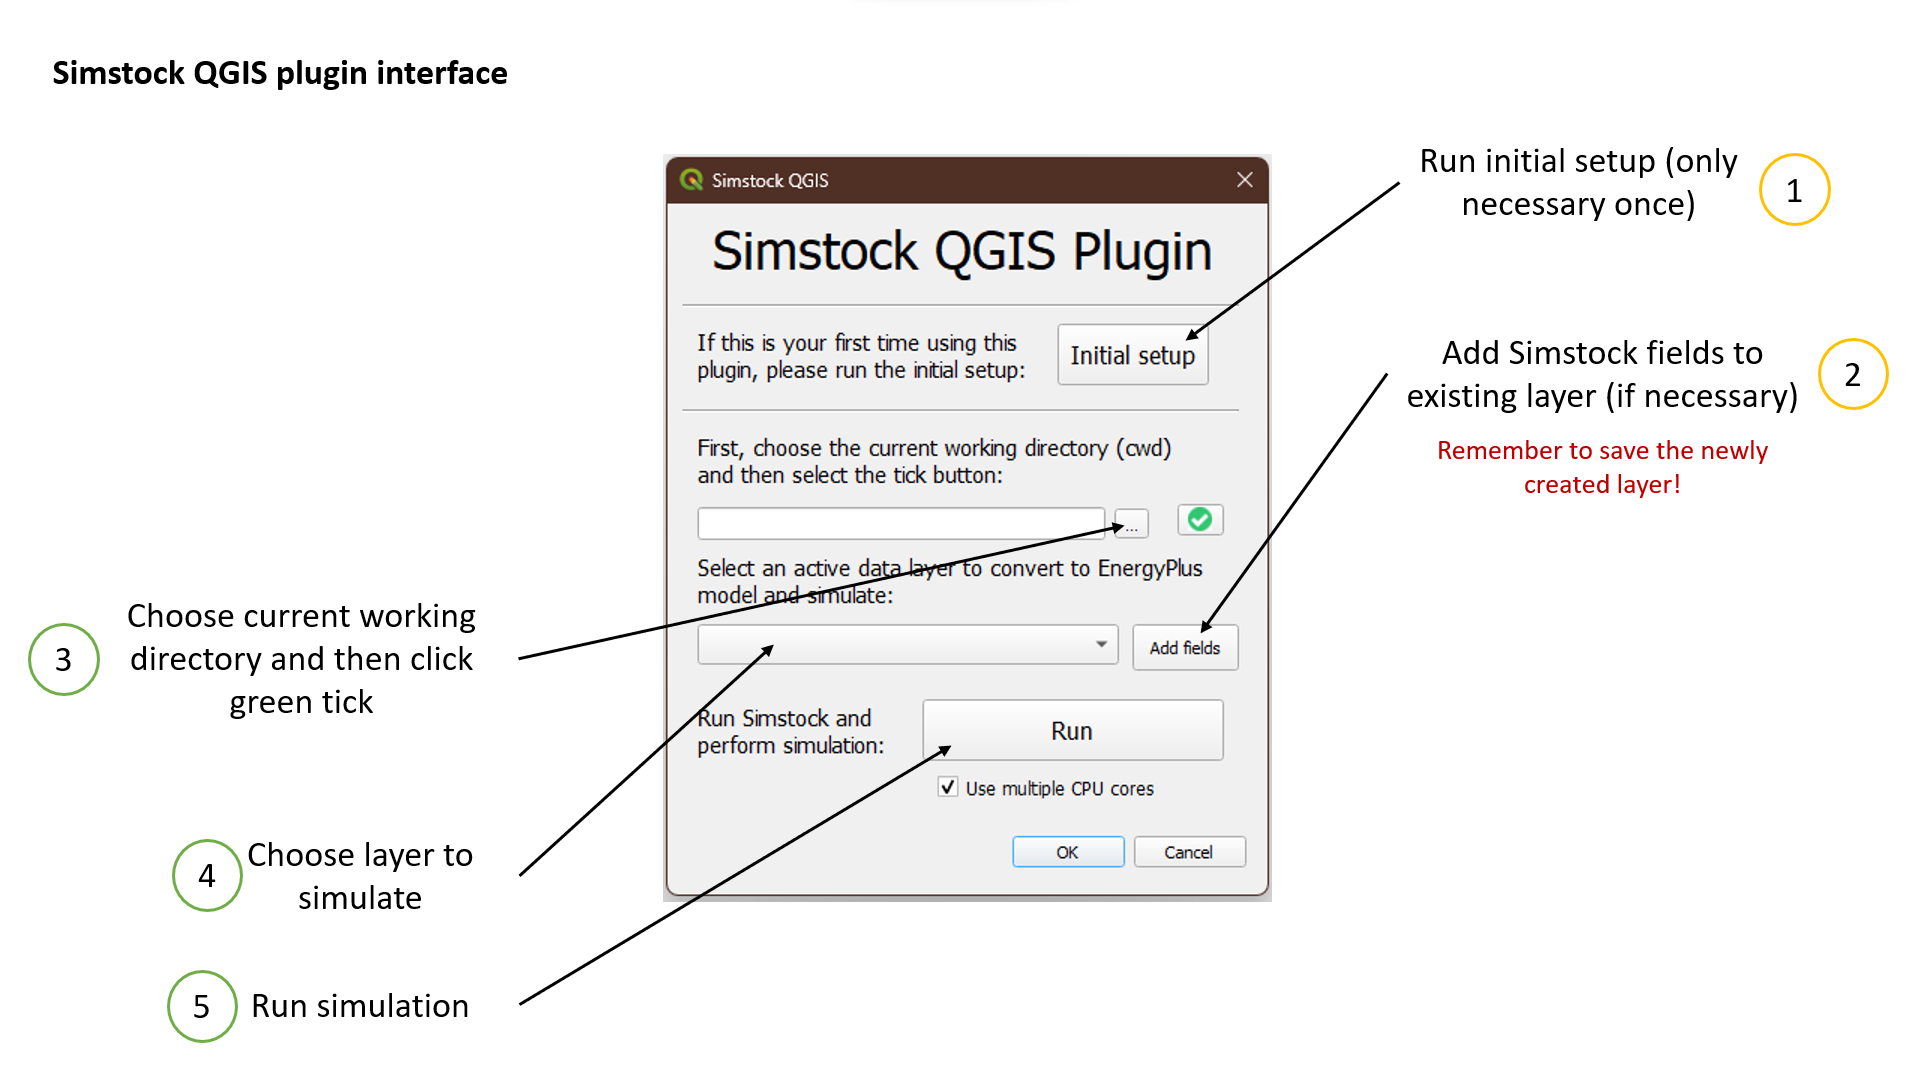 Simstock QGIS plugin interface
Simstock QGIS
Simstock QGIS Plugin
If this is your first time using this
plugin, please run the initial setup:
Initial setup
First, choose the current working directory (cwd)
and then select the tick button:
...
Select an active data layer to convert to EnergyPlus
model and simulate:
Add fields
Run Simstock and
perform simulation:
Run
Use multiple CPU cores
OK
Cancel
Run initial setup (only
necessary once)
1
Add Simstock fields to
existing layer (if necessary)
2
Remember to save the newly
created layer!
3
Choose current working
directory and then click
green tick
4
Choose layer to
simulate
5
Run simulation